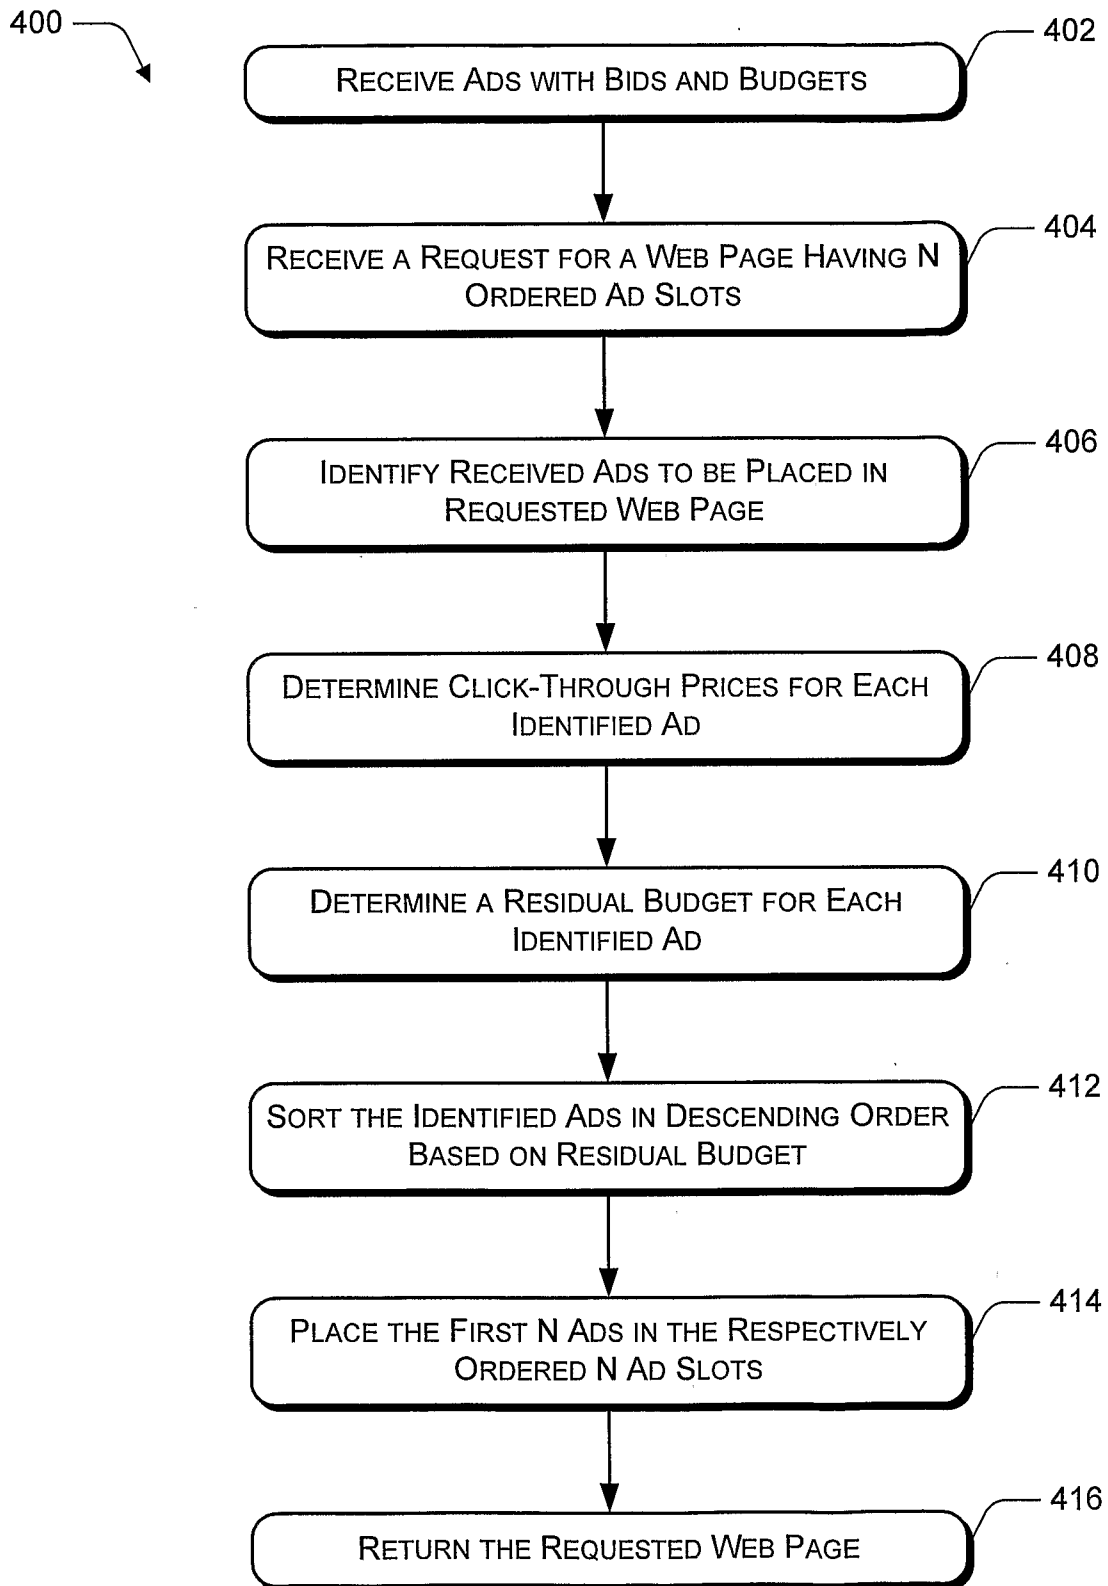 400
402
RECEIVE ADS WITH BIDS AND BUDGETS
404
RECEIVE A REQUEST FOR A WEB PAGE HAVING N
ORDERED AD SLOTS
406
IDENTIFY RECEIVED ADS TO BE PLACED IN
REQUESTED WEB PAGE
408
DETERMINE CLICK-THROUGH PRICES FOR EACH
IDENTIFIED AD
410
DETERMINE A RESIDUAL BUDGET FOR EACH
IDENTIFIED AD
412
SORT THE IDENTIFIED ADS IN DESCENDING ORDER
BASED ON RESIDUAL BUDGET
414
PLACE THE FIRST N ADS IN THE RESPECTIVELY
ORDERED N AD SLOTS
416
RETURN THE REQUESTED WEB PAGE